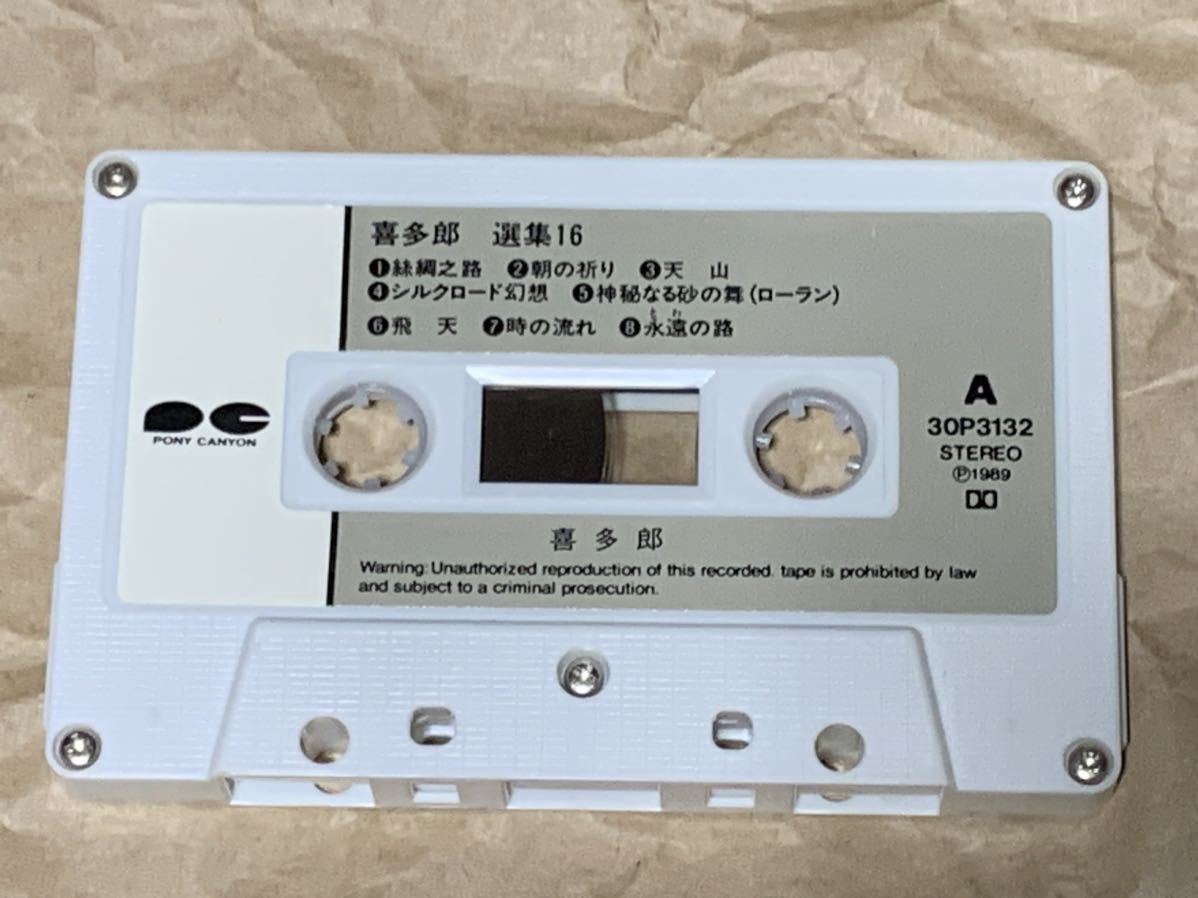 喜多郎 選集16
❶絲綢之路 ❷朝の祈り ❸天 山
❹シルクロード幻想 ❺神秘なる砂の舞(ローラン)
とわ
❻飛 天 ❼時の流れ ❽永遠の路
PONY CANYON
A
30P3132
STEREO
Ⓟ1989
喜多郎
Warning: Unauthorized reproduction of this recorded. tape is prohibited by law
and subject to a criminal prosecution.